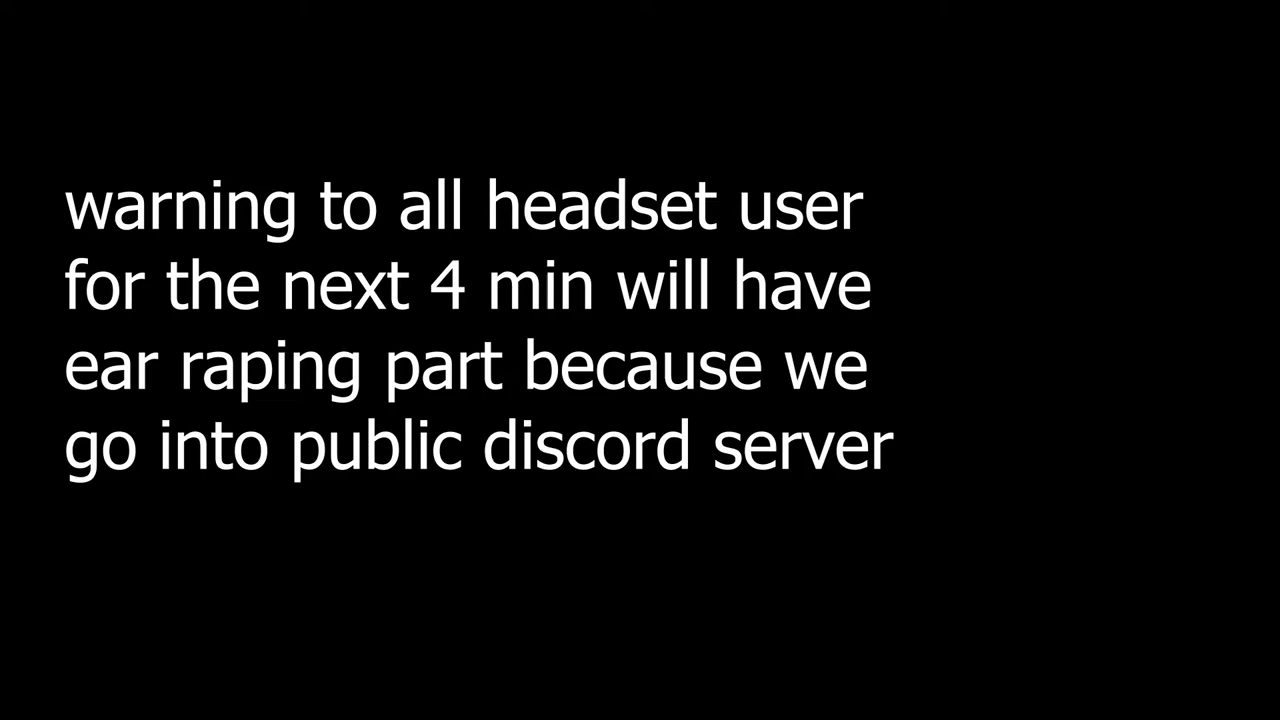 warning to all headset user
for the next 4 min will have
ear raping part because we
go into public discord server